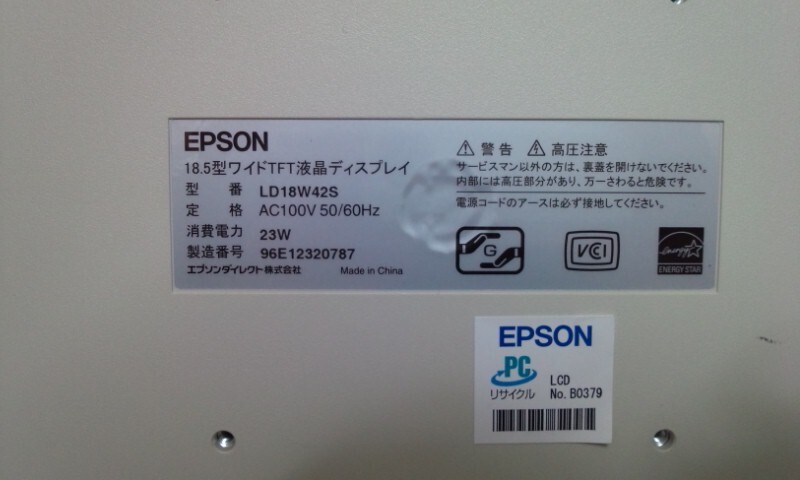 EPSON
18.5型ワイドTFT液晶ディスプレイ
型 番 LD18W42S
定 格 AC100V 50/60Hz
消費電力 23W
製造番号 96E12320787
エプソンダイレクト株式会社 Made in China
警告 高圧注意
サービスマン以外の方は、裏蓋を開けないでください。
内部には高圧部分があり、万一さわると危険です。
電源コードのアースは必ず接地してください。
G
VCCI
energy
ENERGY STAR
EPSON
PC
リサイクル
LCD
No. B0379